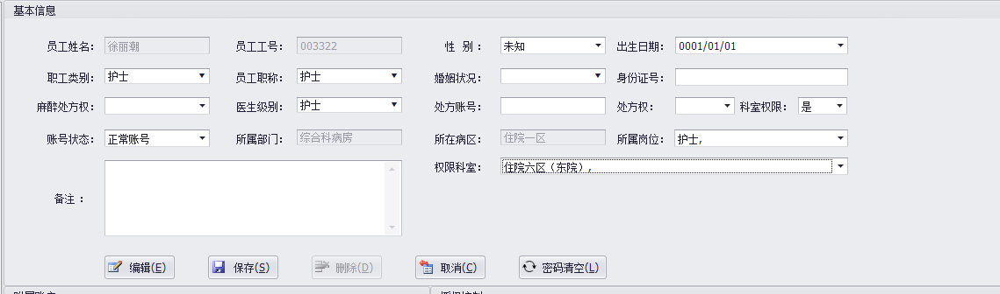 基本信息
员工姓名: 徐丽潮 员工工号: 003322 性 别: 未知 出生日期: 0001/01/01
职工类别: 护士 员工职称: 护士 婚姻状况: 身份证号:
麻醉处方权: 医生级别: 护士 处方账号: 处方权: 科室权限: 是
账号状态: 正常账号 所属部门: 综合科病房 所在病区: 住院一区 所属岗位: 护士,
权限科室: 住院六区（东院）,
备注:
编辑(E) 保存(S) 删除(D) 取消(C) 密码清空(L)